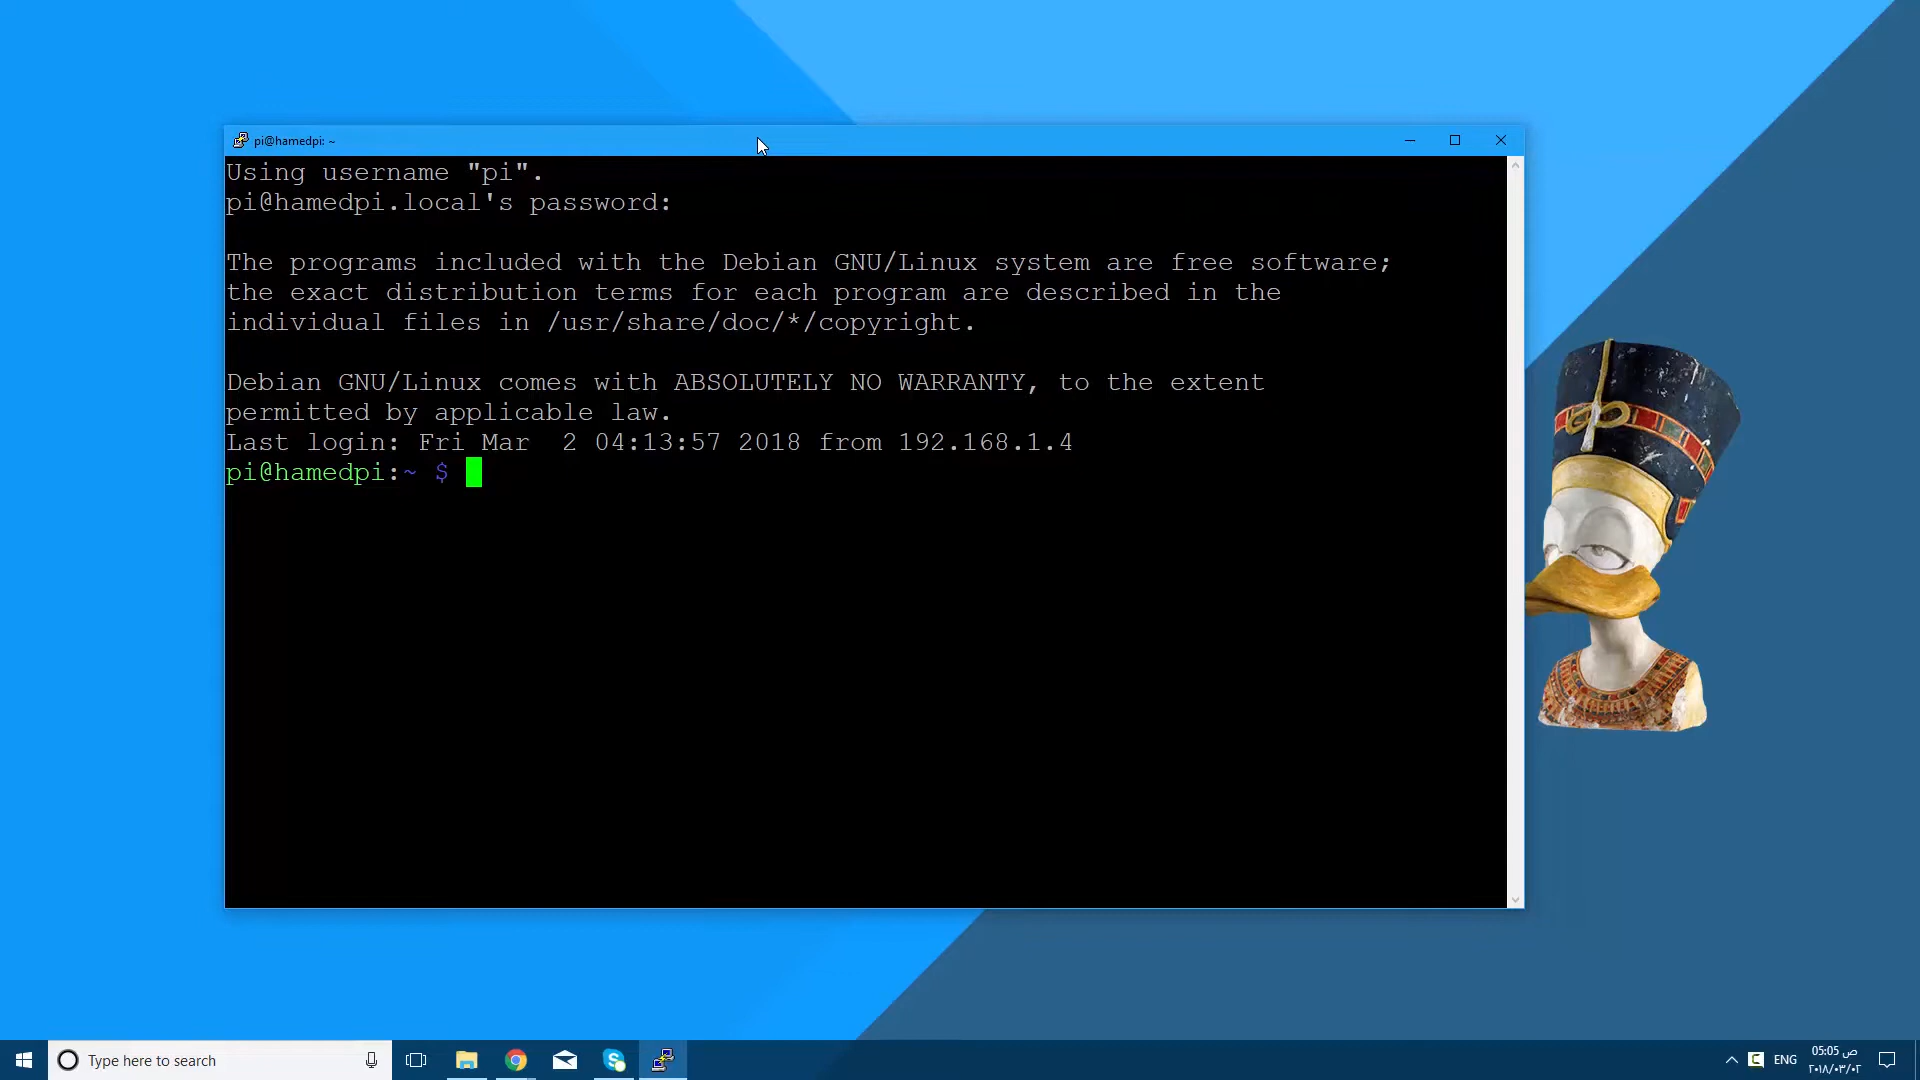 pi@hamedpi: ~
Using username "pi".
pi@hamedpi.local's password:
The programs included with the Debian GNU/Linux system are free software;
the exact distribution terms for each program are described in the
individual files in /usr/share/doc/*/copyright.
Debian GNU/Linux comes with ABSOLUTELY NO WARRANTY, to the extent
permitted by applicable law.
Last login: Fri Mar  2 04:13:57 2018 from 192.168.1.4
pi@hamedpi:~ $
Type here to search
ENG
05:05 ص
٢٠١٨/٠٣/٠٢